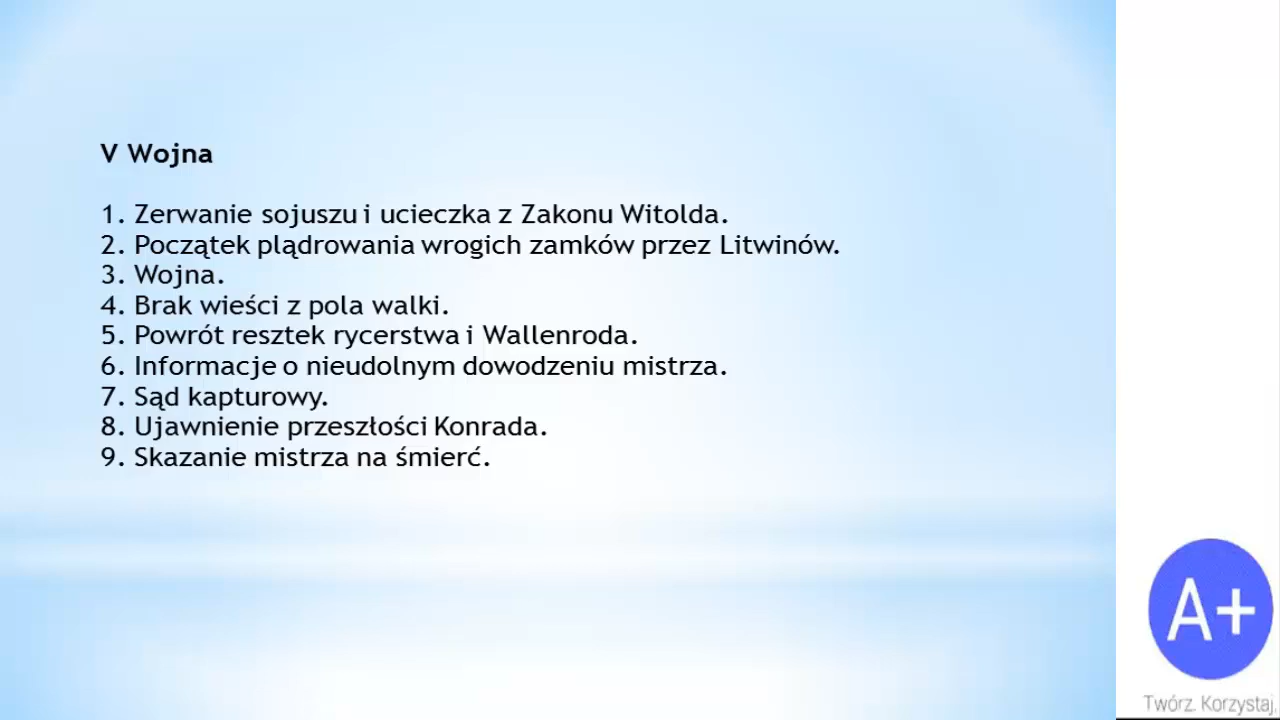 V Wojna
1. Zerwanie sojuszu i ucieczka z Zakonu Witolda.
2. Początek plądrowania wrogich zamków przez Litwinów.
3. Wojna.
4. Brak wieści z pola walki.
5. Powrót resztek rycerstwa i Wallenroda.
6. Informacje o nieudolnym dowodzeniu mistrza.
7. Sąd kapturowy.
8. Ujawnienie przeszłości Konrada.
9. Skazanie mistrza na śmierć.
A+
Twórz. Korzystaj.